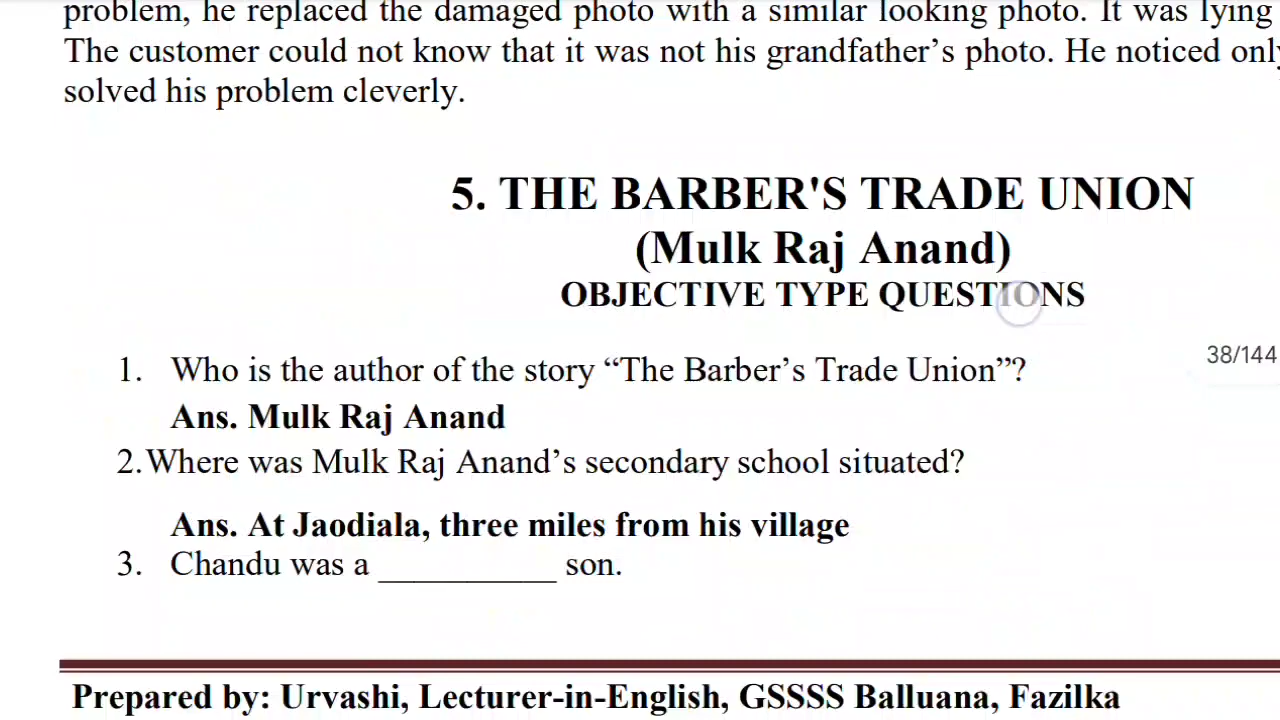 problem, he replaced the damaged photo with a similar looking photo. It was lying
The customer could not know that it was not his grandfather’s photo. He noticed only
solved his problem cleverly.
5. THE BARBER'S TRADE UNION
(Mulk Raj Anand)
OBJECTIVE TYPE QUESTIONS
38/144
1. Who is the author of the story “The Barber’s Trade Union”?
Ans. Mulk Raj Anand
2. Where was Mulk Raj Anand’s secondary school situated?
Ans. At Jaodiala, three miles from his village
3. Chandu was a __________ son.
Prepared by: Urvashi, Lecturer-in-English, GSSSS Balluana, Fazilka